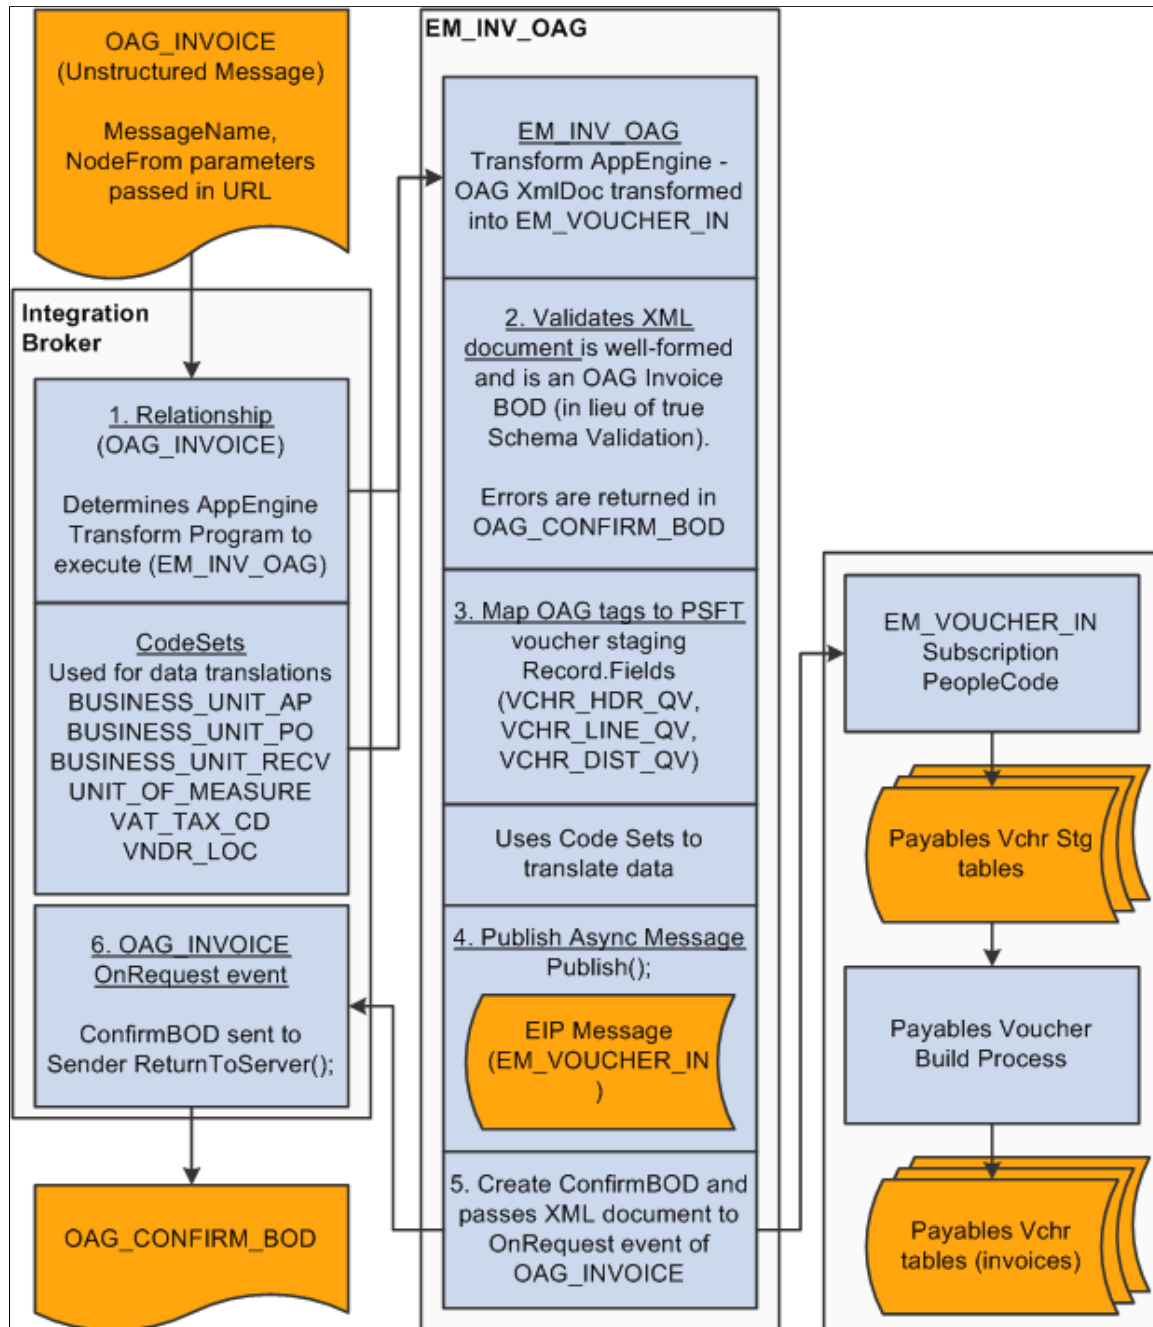 OAG_INVOICE
(Unstructured Message)
MessageName,
NodeFrom parameters
passed in URL
Integration
Broker
1. Relationship
(OAG_INVOICE)
Determines AppEngine
Transform Program to
execute (EM_INV_OAG)
CodeSets
Used for data translations
BUSINESS_UNIT_AP
BUSINESS_UNIT_PO
BUSINESS_UNIT_RECV
UNIT_OF_MEASURE
VAT_TAX_CD
VNDR_LOC
6. OAG_INVOICE
OnRequest event
ConfirmBOD sent to
Sender ReturnToServer();
OAG_CONFIRM_BOD
EM_INV_OAG
EM_INV_OAG
Transform AppEngine -
OAG XmlDoc transformed
into EM_VOUCHER_IN
2. Validates XML
document is well-formed
and is an OAG Invoice
BOD (in lieu of true
Schema Validation).
Errors are returned in
OAG_CONFIRM_BOD
3. Map OAG tags to PSFT
voucher staging
Record.Fields
(VCHR_HDR_QV,
VCHR_LINE_QV,
VCHR_DIST_QV)
Uses Code Sets to
translate data
4. Publish Async Message
Publish();
EIP Message
(EM_VOUCHER_IN
)
5. Create ConfirmBOD and
passes XML document to
OnRequest event of
OAG_INVOICE
EM_VOUCHER_IN
Subscription
PeopleCode
Payables Vchr Stg
tables
Payables Voucher
Build Process
Payables Vchr
tables (invoices)